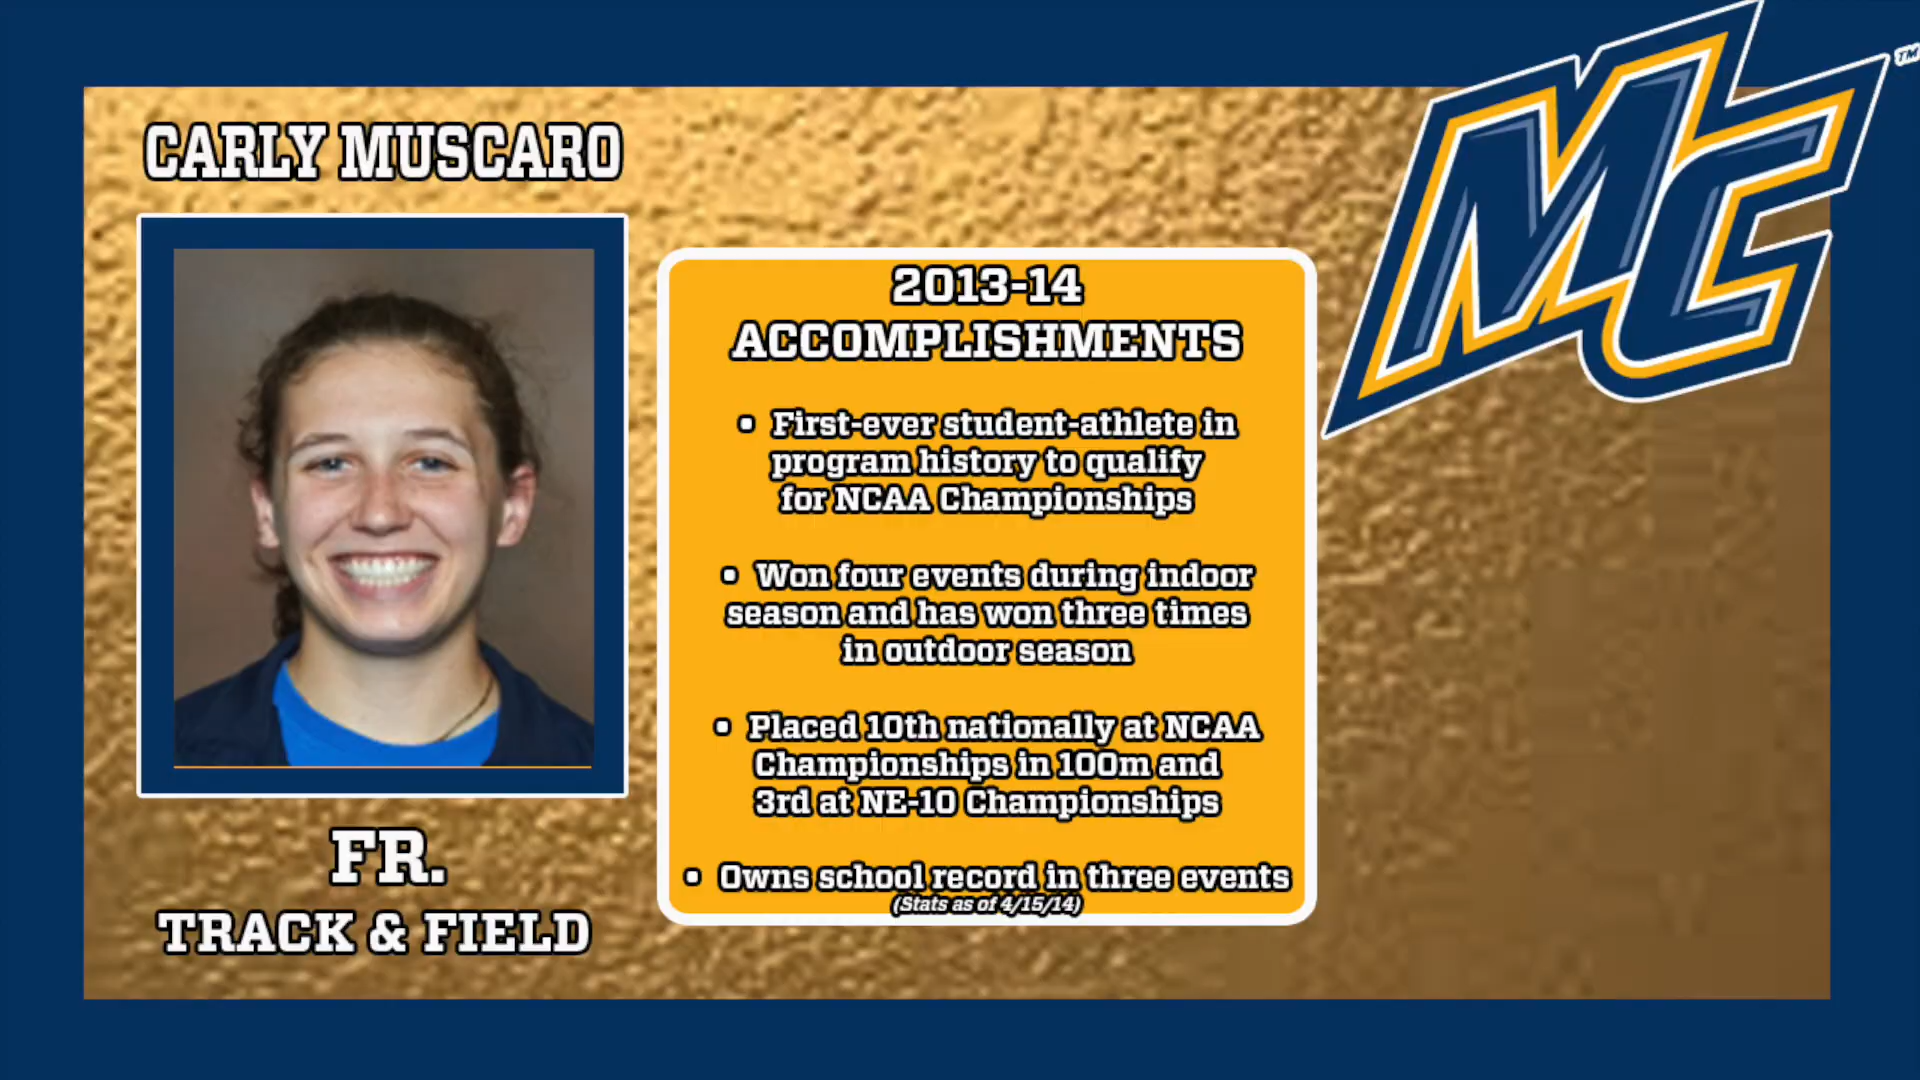 CARLY MUSCARO
FR.
TRACK & FIELD
2013-14
ACCOMPLISHMENTS
• First-ever student-athlete in
program history to qualify
for NCAA Championships
• Won four events during indoor
season and has won three times
in outdoor season
• Placed 10th nationally at NCAA
Championships in 100m and
3rd at NE-10 Championships
• Owns school record in three events
(Stats as of 4/15/14)
MC
TM